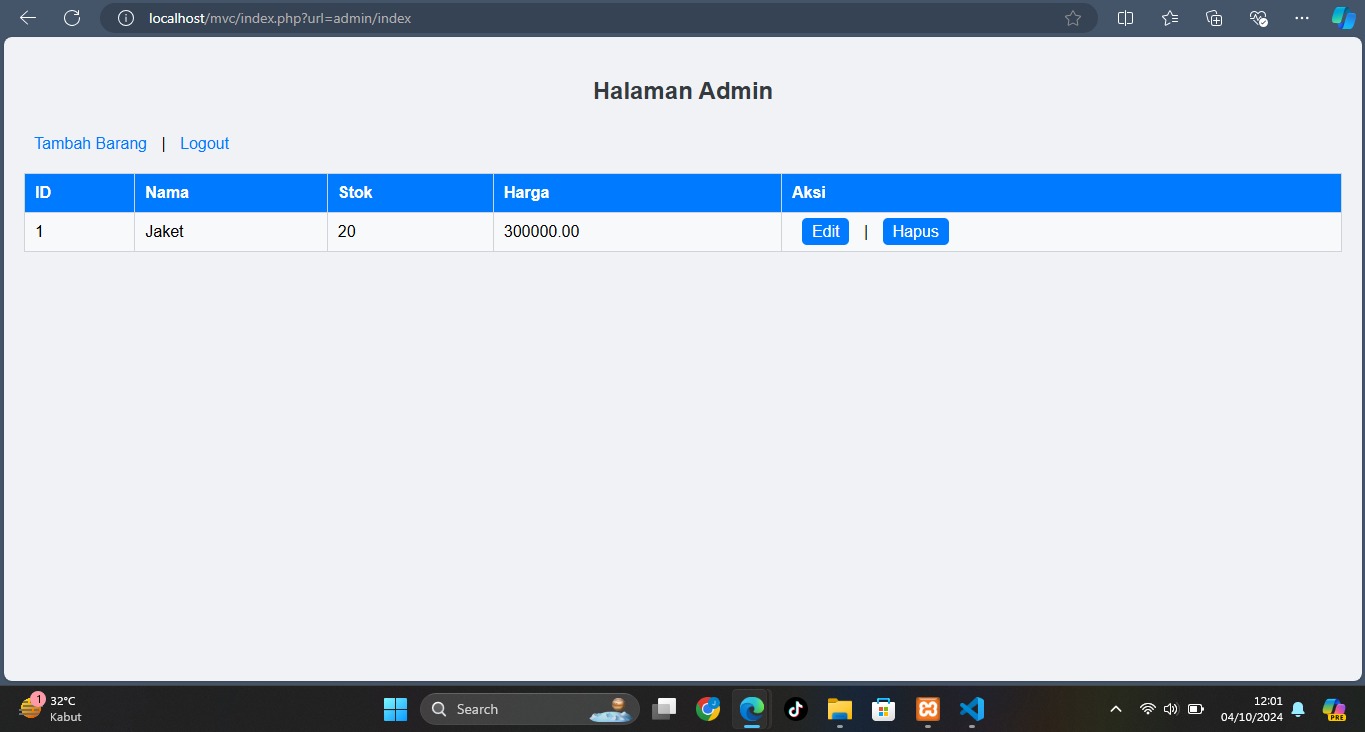 localhost/mvc/index.php?url=admin/index
Halaman Admin
Tambah Barang | Logout
ID Nama Stok Harga Aksi
1 Jaket 20 300000.00 Edit | Hapus
1
32°C
Kabut
Search
12:01
04/10/2024
PRE